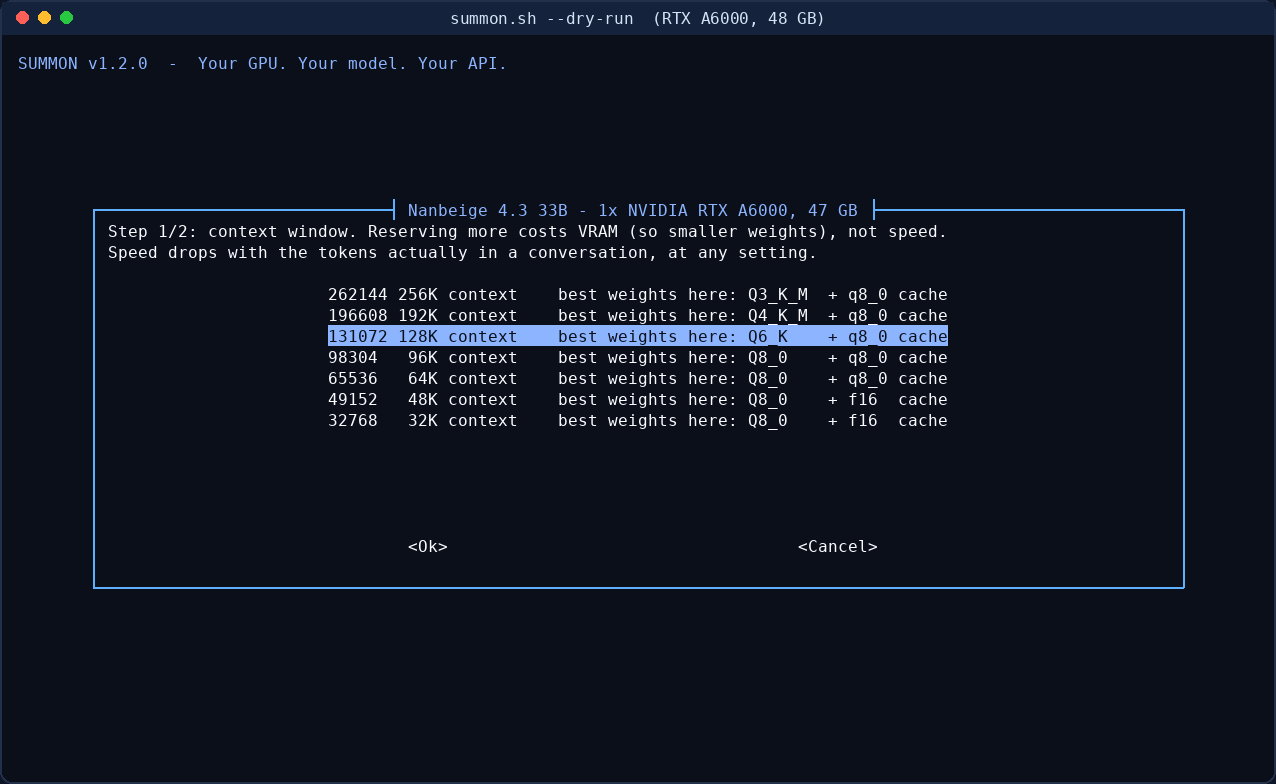 summon.sh --dry-run  (RTX A6000, 48 GB)
SUMMON v1.2.0  -  Your GPU. Your model. Your API.
Nanbeige 4.3 33B - 1x NVIDIA RTX A6000, 47 GB
Step 1/2: context window. Reserving more costs VRAM (so smaller weights), not speed.
Speed drops with the tokens actually in a conversation, at any setting.
262144 256K context    best weights here: Q3_K_M  + q8_0 cache
196608 192K context    best weights here: Q4_K_M  + q8_0 cache
131072 128K context    best weights here: Q6_K    + q8_0 cache
98304   96K context    best weights here: Q8_0    + q8_0 cache
65536   64K context    best weights here: Q8_0    + q8_0 cache
49152   48K context    best weights here: Q8_0    + f16  cache
32768   32K context    best weights here: Q8_0    + f16  cache
<Ok>                                   <Cancel>